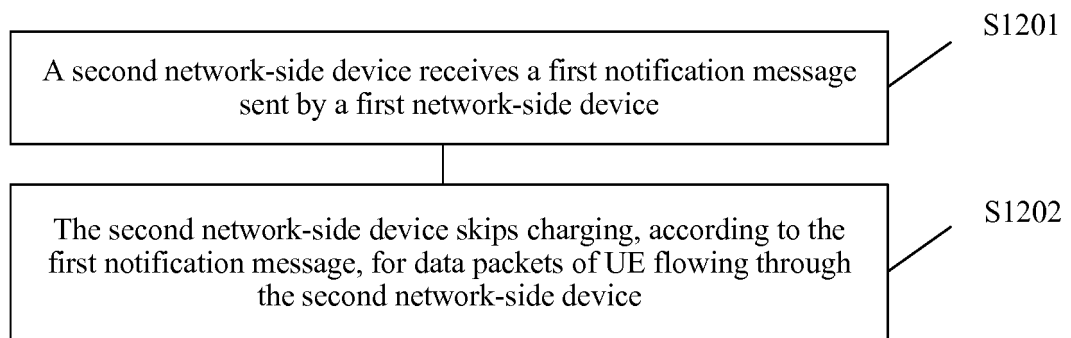 S1201
A second network-side device receives a first notification message
sent by a first network-side device
S1202
The second network-side device skips charging, according to the
first notification message, for data packets of UE flowing through
the second network-side device